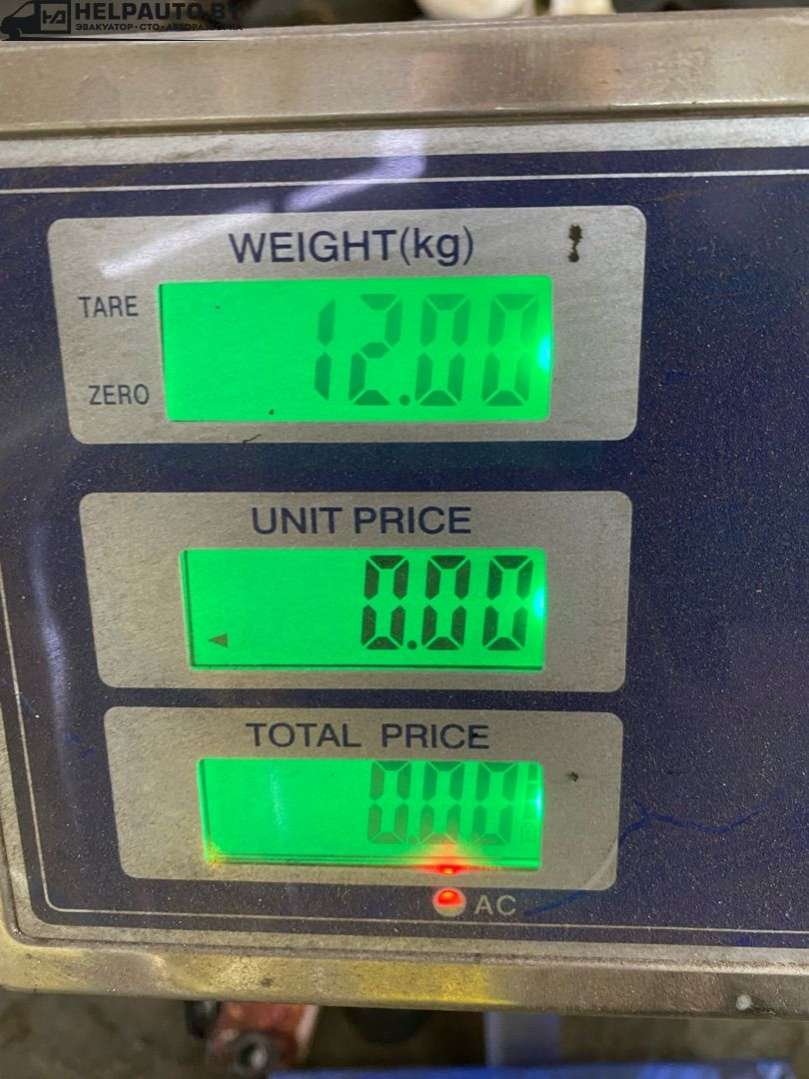 HELPAUTO.BY
ЭВАКУАТОР•СТО•АВТОРАЗБОРКА
WEIGHT(kg)
TARE
12.00
ZERO
UNIT PRICE
0.00
TOTAL PRICE
0.00
AC